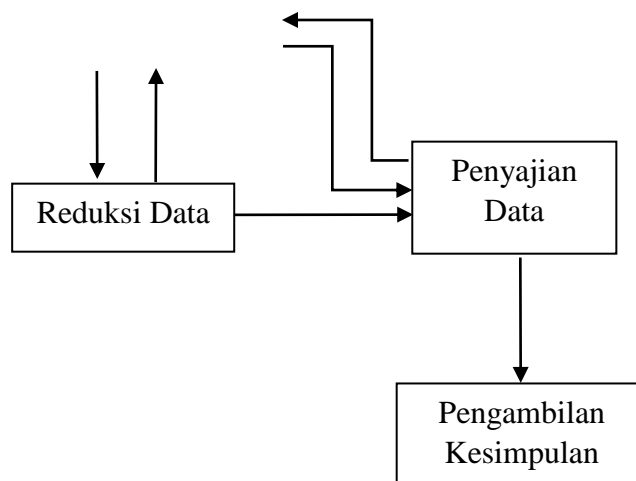 Penyajian
Data
Reduksi Data
Pengambilan
Kesimpulan